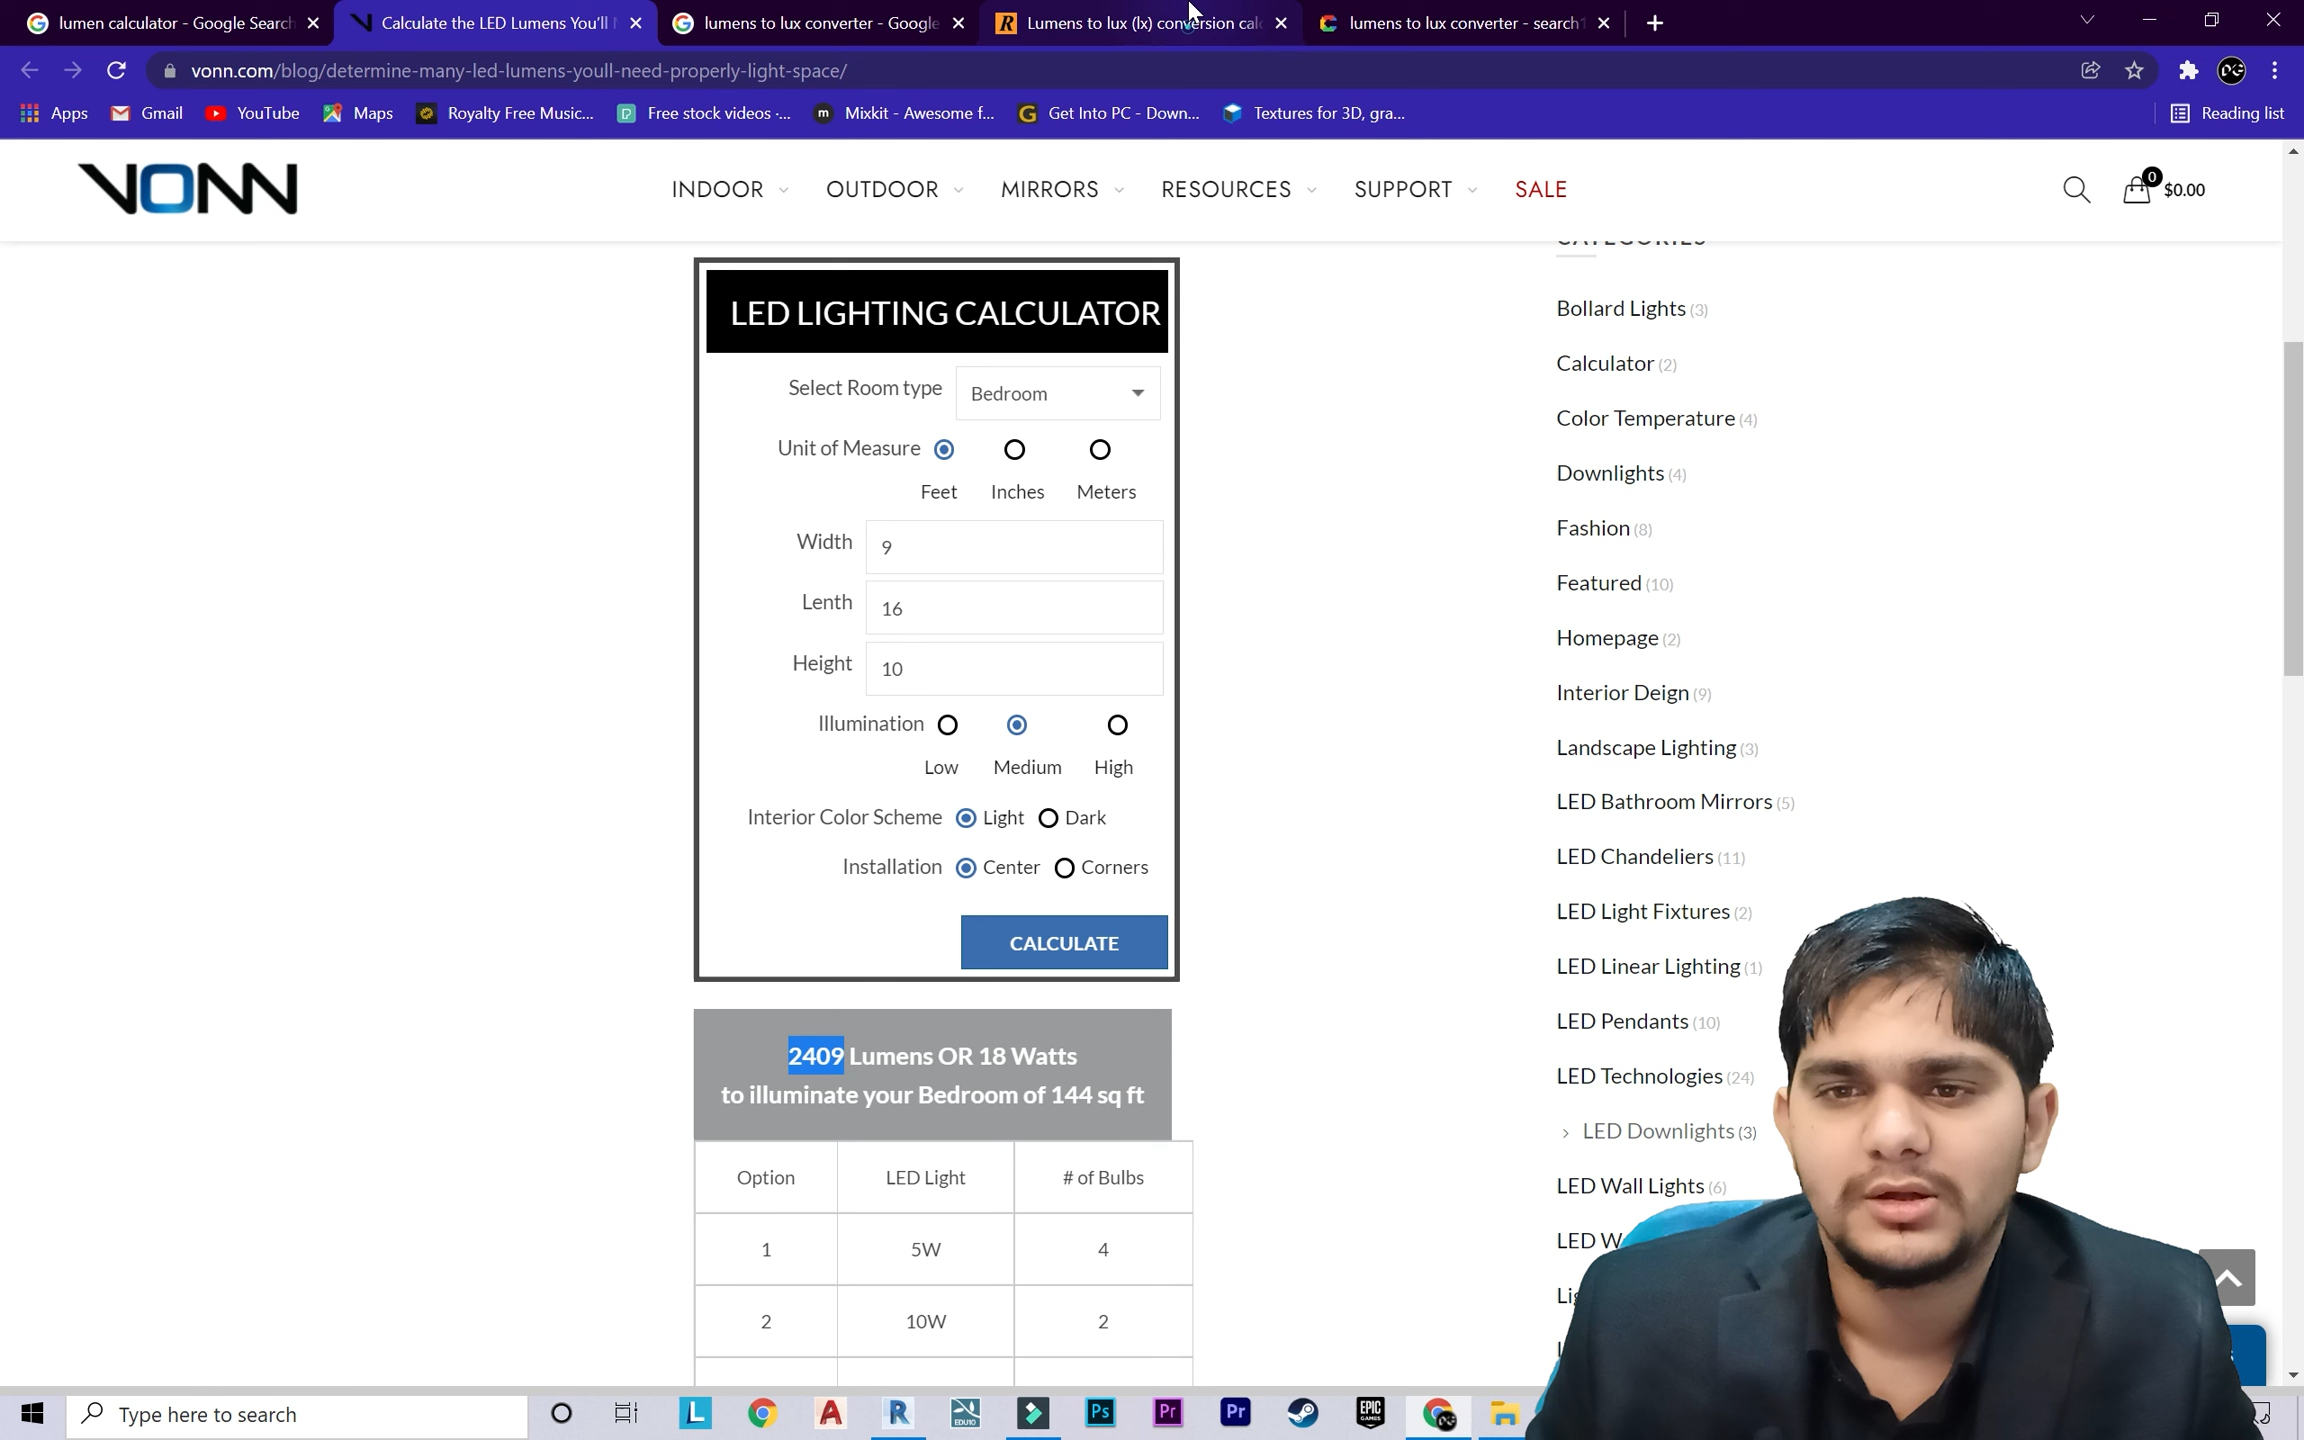 lumen calculator - Google Search
Calculate the LED Lumens You'll
lumens to lux converter - Google
Lumens to lux (lx) conversion calc
lumens to lux converter - search
vonn.com/blog/determine-many-led-lumens-youll-need-properly-light-space/
Apps Gmail YouTube Maps Royalty Free Music... Free stock videos ·... Mixkit - Awesome f... Get Into PC - Down... Textures for 3D, gra... Reading list
VONN INDOOR OUTDOOR MIRRORS RESOURCES SUPPORT SALE 0 $0.00
CATEGORIES
LED LIGHTING CALCULATOR
Select Room type Bedroom
Unit of Measure
Feet Inches Meters
Width 9
Lenth 16
Height 10
Illumination
Low Medium High
Interior Color Scheme Light Dark
Installation Center Corners
CALCULATE
2409 Lumens OR 18 Watts
to illuminate your Bedroom of 144 sq ft
Option LED Light # of Bulbs
1 5W 4
2 10W 2
Bollard Lights (3)
Calculator (2)
Color Temperature (4)
Downlights (4)
Fashion (8)
Featured (10)
Homepage (2)
Interior Deign (9)
Landscape Lighting (3)
LED Bathroom Mirrors (5)
LED Chandeliers (11)
LED Light Fixtures (2)
LED Linear Lighting (1)
LED Pendants (10)
LED Technologies (24)
> LED Downlights (3)
LED Wall Lights (6)
LED W
Type here to search
L A R EDU10 Ps Pr Pr EPIC GAMES